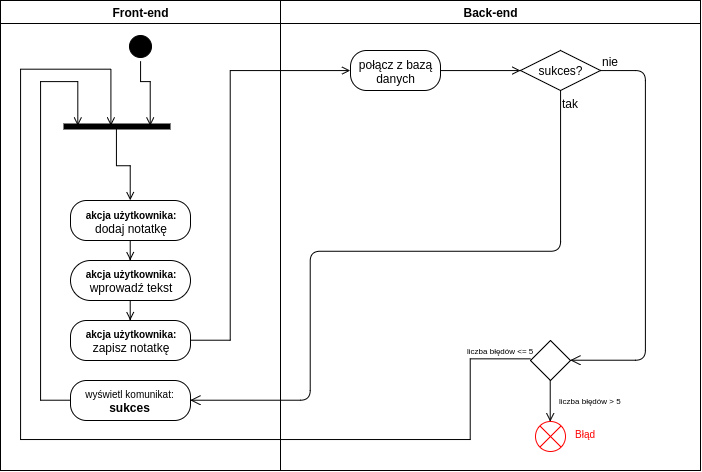 Front-end
Back-end
połącz z bazą
danych
sukces?
nie
tak
akcja użytkownika:
dodaj notatkę
akcja użytkownika:
wprowadź tekst
akcja użytkownika:
zapisz notatkę
wyświetl komunikat:
sukces
liczba błędów <= 5
liczba błędów > 5
Błąd